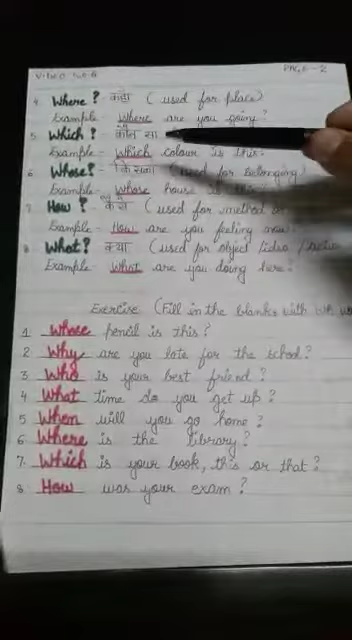 PAGE - 2
4 Where? - कहाँ (used for place)
Example - Where are you going?
5 Which? - कौन सा
Example - Which colour is this.
6 Whose? - किसका (used for belonging)
Example - Whose house is
7 How? - कैसे (used for method or
Example - How are you feeling now
8 What? - क्या (used for object/idea/
Example - What are you doing here?
Exercise (Fill in the blanks with wh
1 Whose pencil is this?
2 Why are you late for the school?
3 Who is your best friend?
4 What time do you get up?
5 When will you go home?
6 Where is the library?
7. Which is your book, this or that?
8. How was your exam?